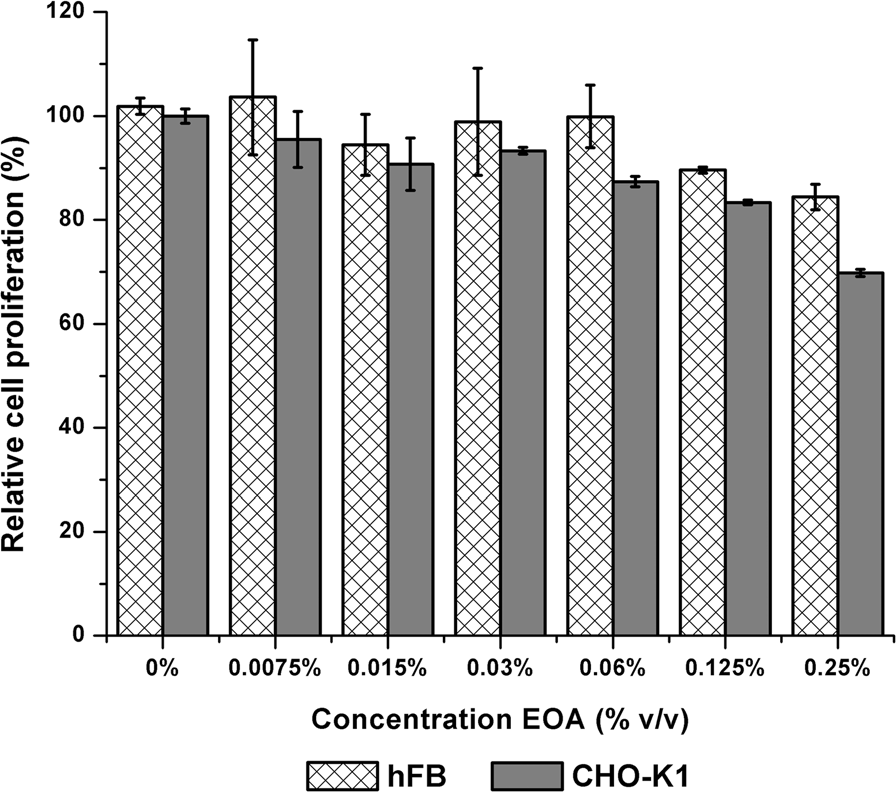 Relative cell proliferation (%)
120
100
80
60
40
20
0
0% 0.0075% 0.015% 0.03% 0.06% 0.125% 0.25%
Concentration EOA (% v/v)
hFB CHO-K1